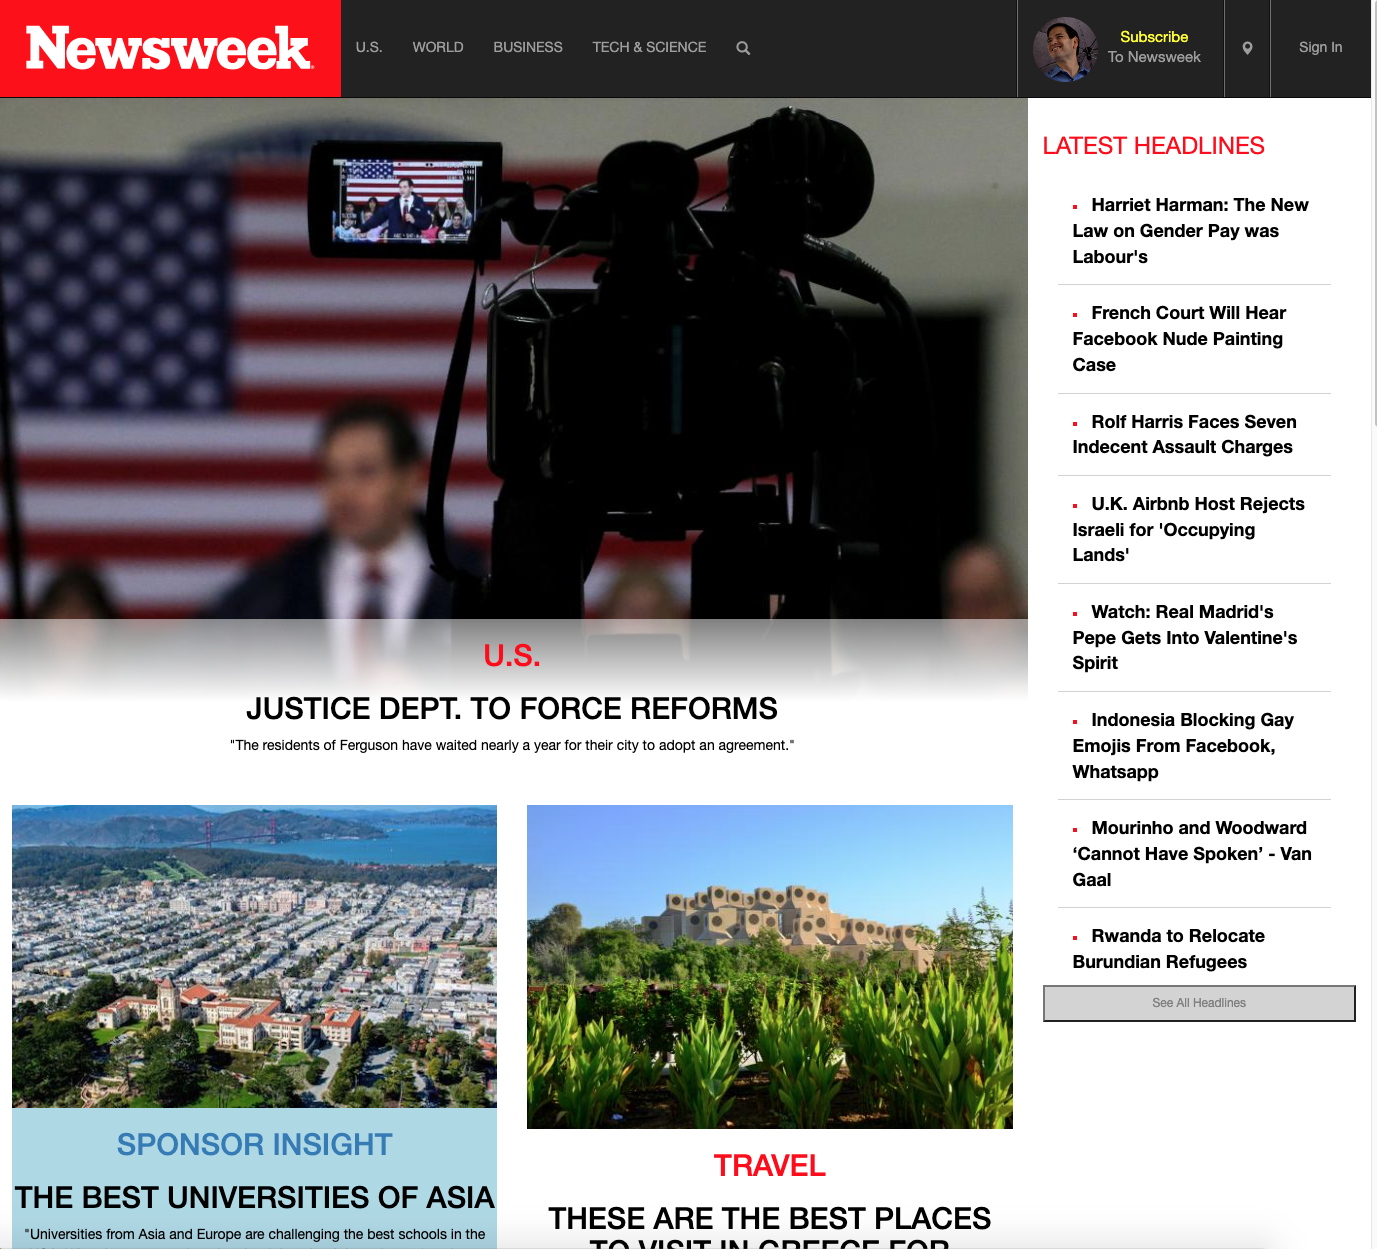 Newsweek
U.S.
WORLD
BUSINESS
TECH & SCIENCE
Subscribe
To Newsweek
Sign In
LATEST HEADLINES
Harriet Harman: The New
Law on Gender Pay was
Labour's
French Court Will Hear
Facebook Nude Painting
Case
Rolf Harris Faces Seven
Indecent Assault Charges
U.K. Airbnb Host Rejects
Israeli for 'Occupying
Lands'
Watch: Real Madrid's
Pepe Gets Into Valentine's
Spirit
Indonesia Blocking Gay
Emojis From Facebook,
Whatsapp
Mourinho and Woodward
‘Cannot Have Spoken’ - Van
Gaal
Rwanda to Relocate
Burundian Refugees
See All Headlines
U.S.
JUSTICE DEPT. TO FORCE REFORMS
"The residents of Ferguson have waited nearly a year for their city to adopt an agreement."
SPONSOR INSIGHT
THE BEST UNIVERSITIES OF ASIA
"Universities from Asia and Europe are challenging the best schools in the
TRAVEL
THESE ARE THE BEST PLACES
TO VISIT IN GREECE FOR